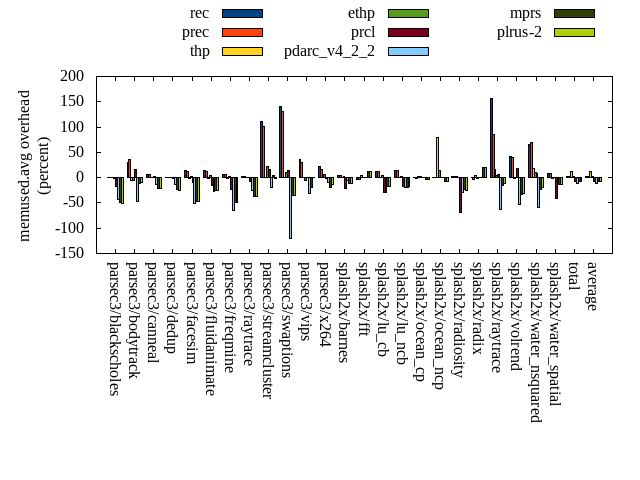 rec ethp mprs
prec prcl plrus-2
thp pdarc_v4_2_2
memused.avg overhead
(percent)
200
150
100
50
0
-50
-100
-150
parsec3/blackscholes
parsec3/bodytrack
parsec3/canneal
parsec3/dedup
parsec3/facesim
parsec3/fluidanimate
parsec3/freqmine
parsec3/raytrace
parsec3/streamcluster
parsec3/swaptions
parsec3/vips
parsec3/x264
splash2x/barnes
splash2x/fft
splash2x/lu_cb
splash2x/lu_ncb
splash2x/ocean_cp
splash2x/ocean_ncp
splash2x/radiosity
splash2x/radix
splash2x/raytrace
splash2x/volrend
splash2x/water_nsquared
splash2x/water_spatial
total
average